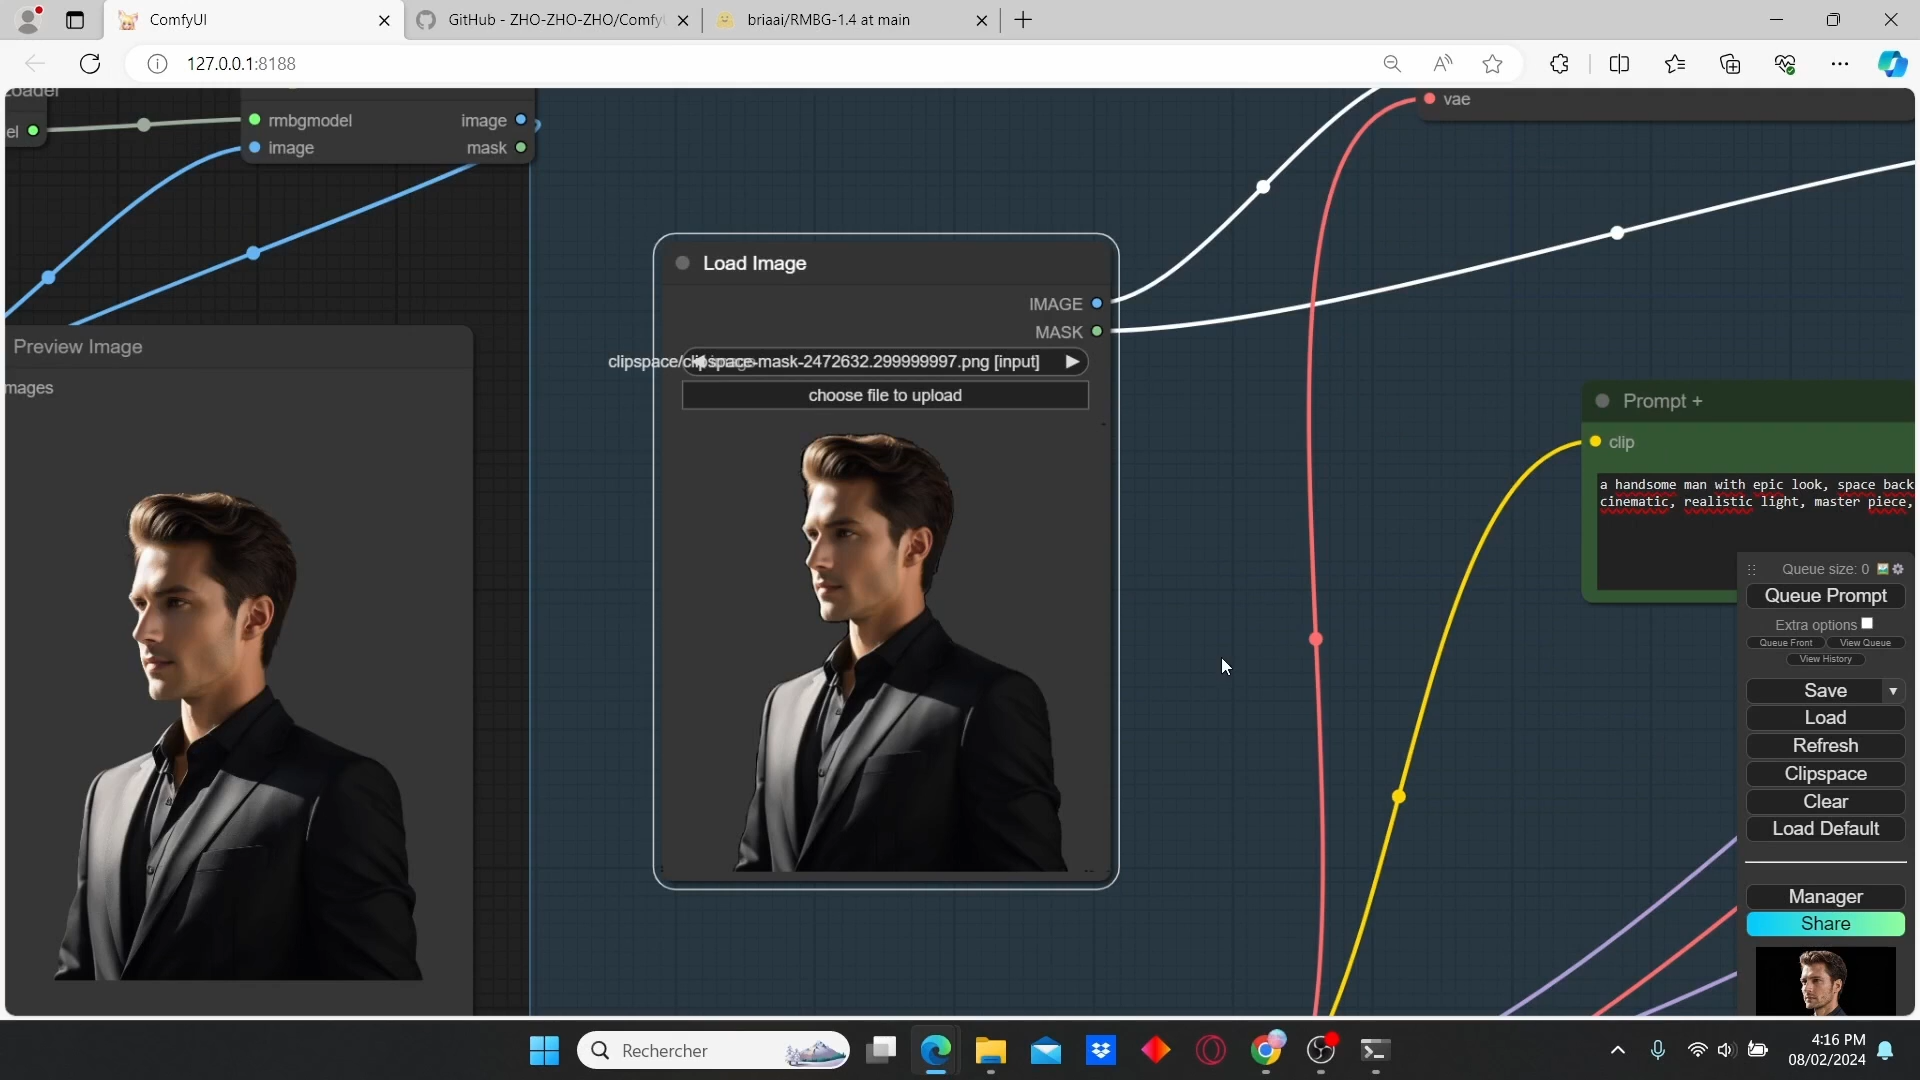 ComfyUI
GitHub - ZHO-ZHO-ZHO/Comfy
briaai/RMBG-1.4 at main
127.0.0.1:8188
Loader
el
rmbgmodel
image
image
mask
Preview Image
mages
Load Image
IMAGE
MASK
clipspace/clipspace-mask-2472632.299999997.png [input]
choose file to upload
vae
Prompt +
clip
a handsome man with epic look, space back
cinematic, realistic light, master piece,
Queue size: 0
Queue Prompt
Extra options
Queue Front
View Queue
View History
Save
Load
Refresh
Clipspace
Clear
Load Default
Manager
Share
Rechercher
4:16 PM
08/02/2024